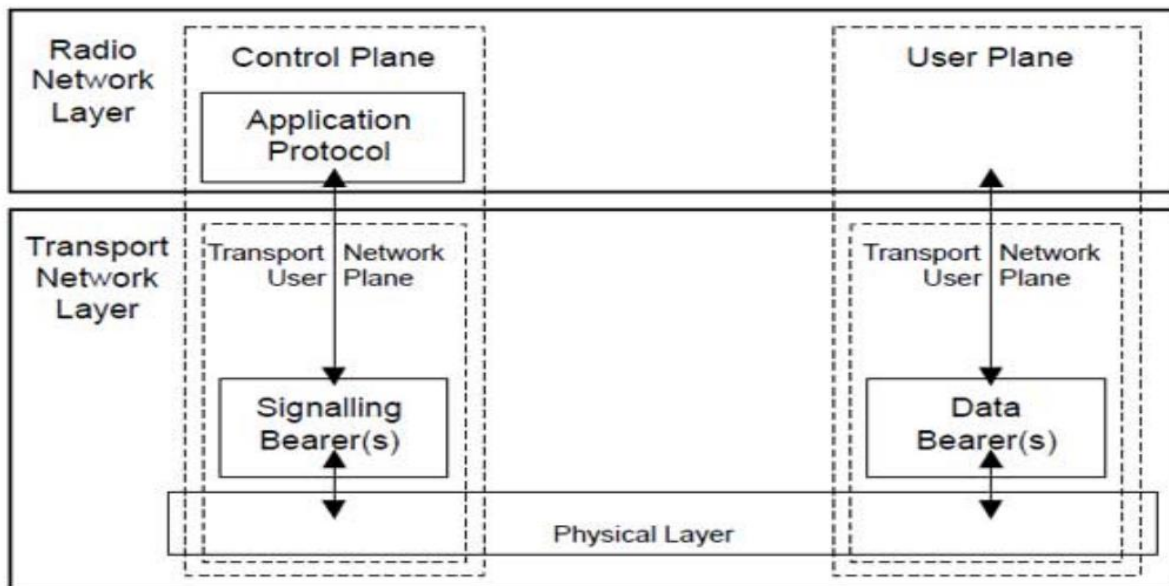 Radio
Network
Layer
Control Plane
Application
Protocol
User Plane
Transport
Network
Layer
Transport Network
User Plane
Signalling
Bearer(s)
Transport Network
User Plane
Data
Bearer(s)
Physical Layer